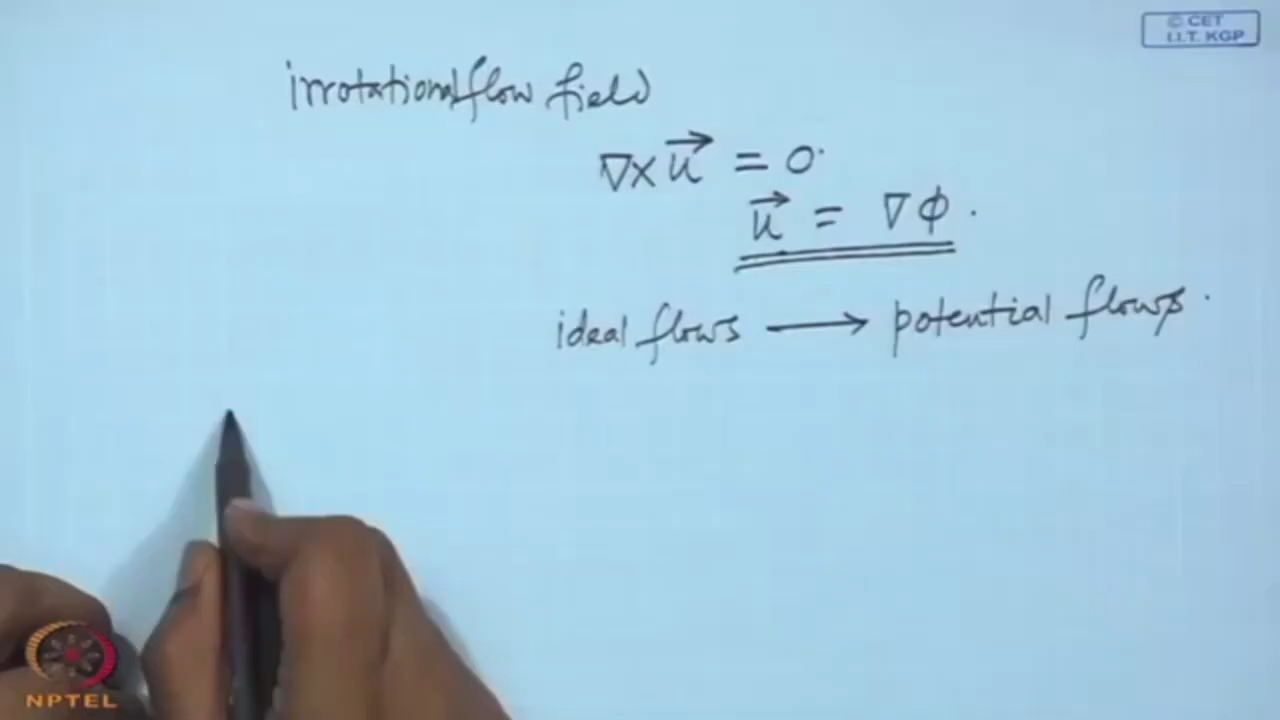 © CET
I.I.T. KGP
irrotational flow field
∇× u⃗ = 0.
u⃗ = ∇ϕ.
ideal flows ⟶ potential flows.
NPTEL